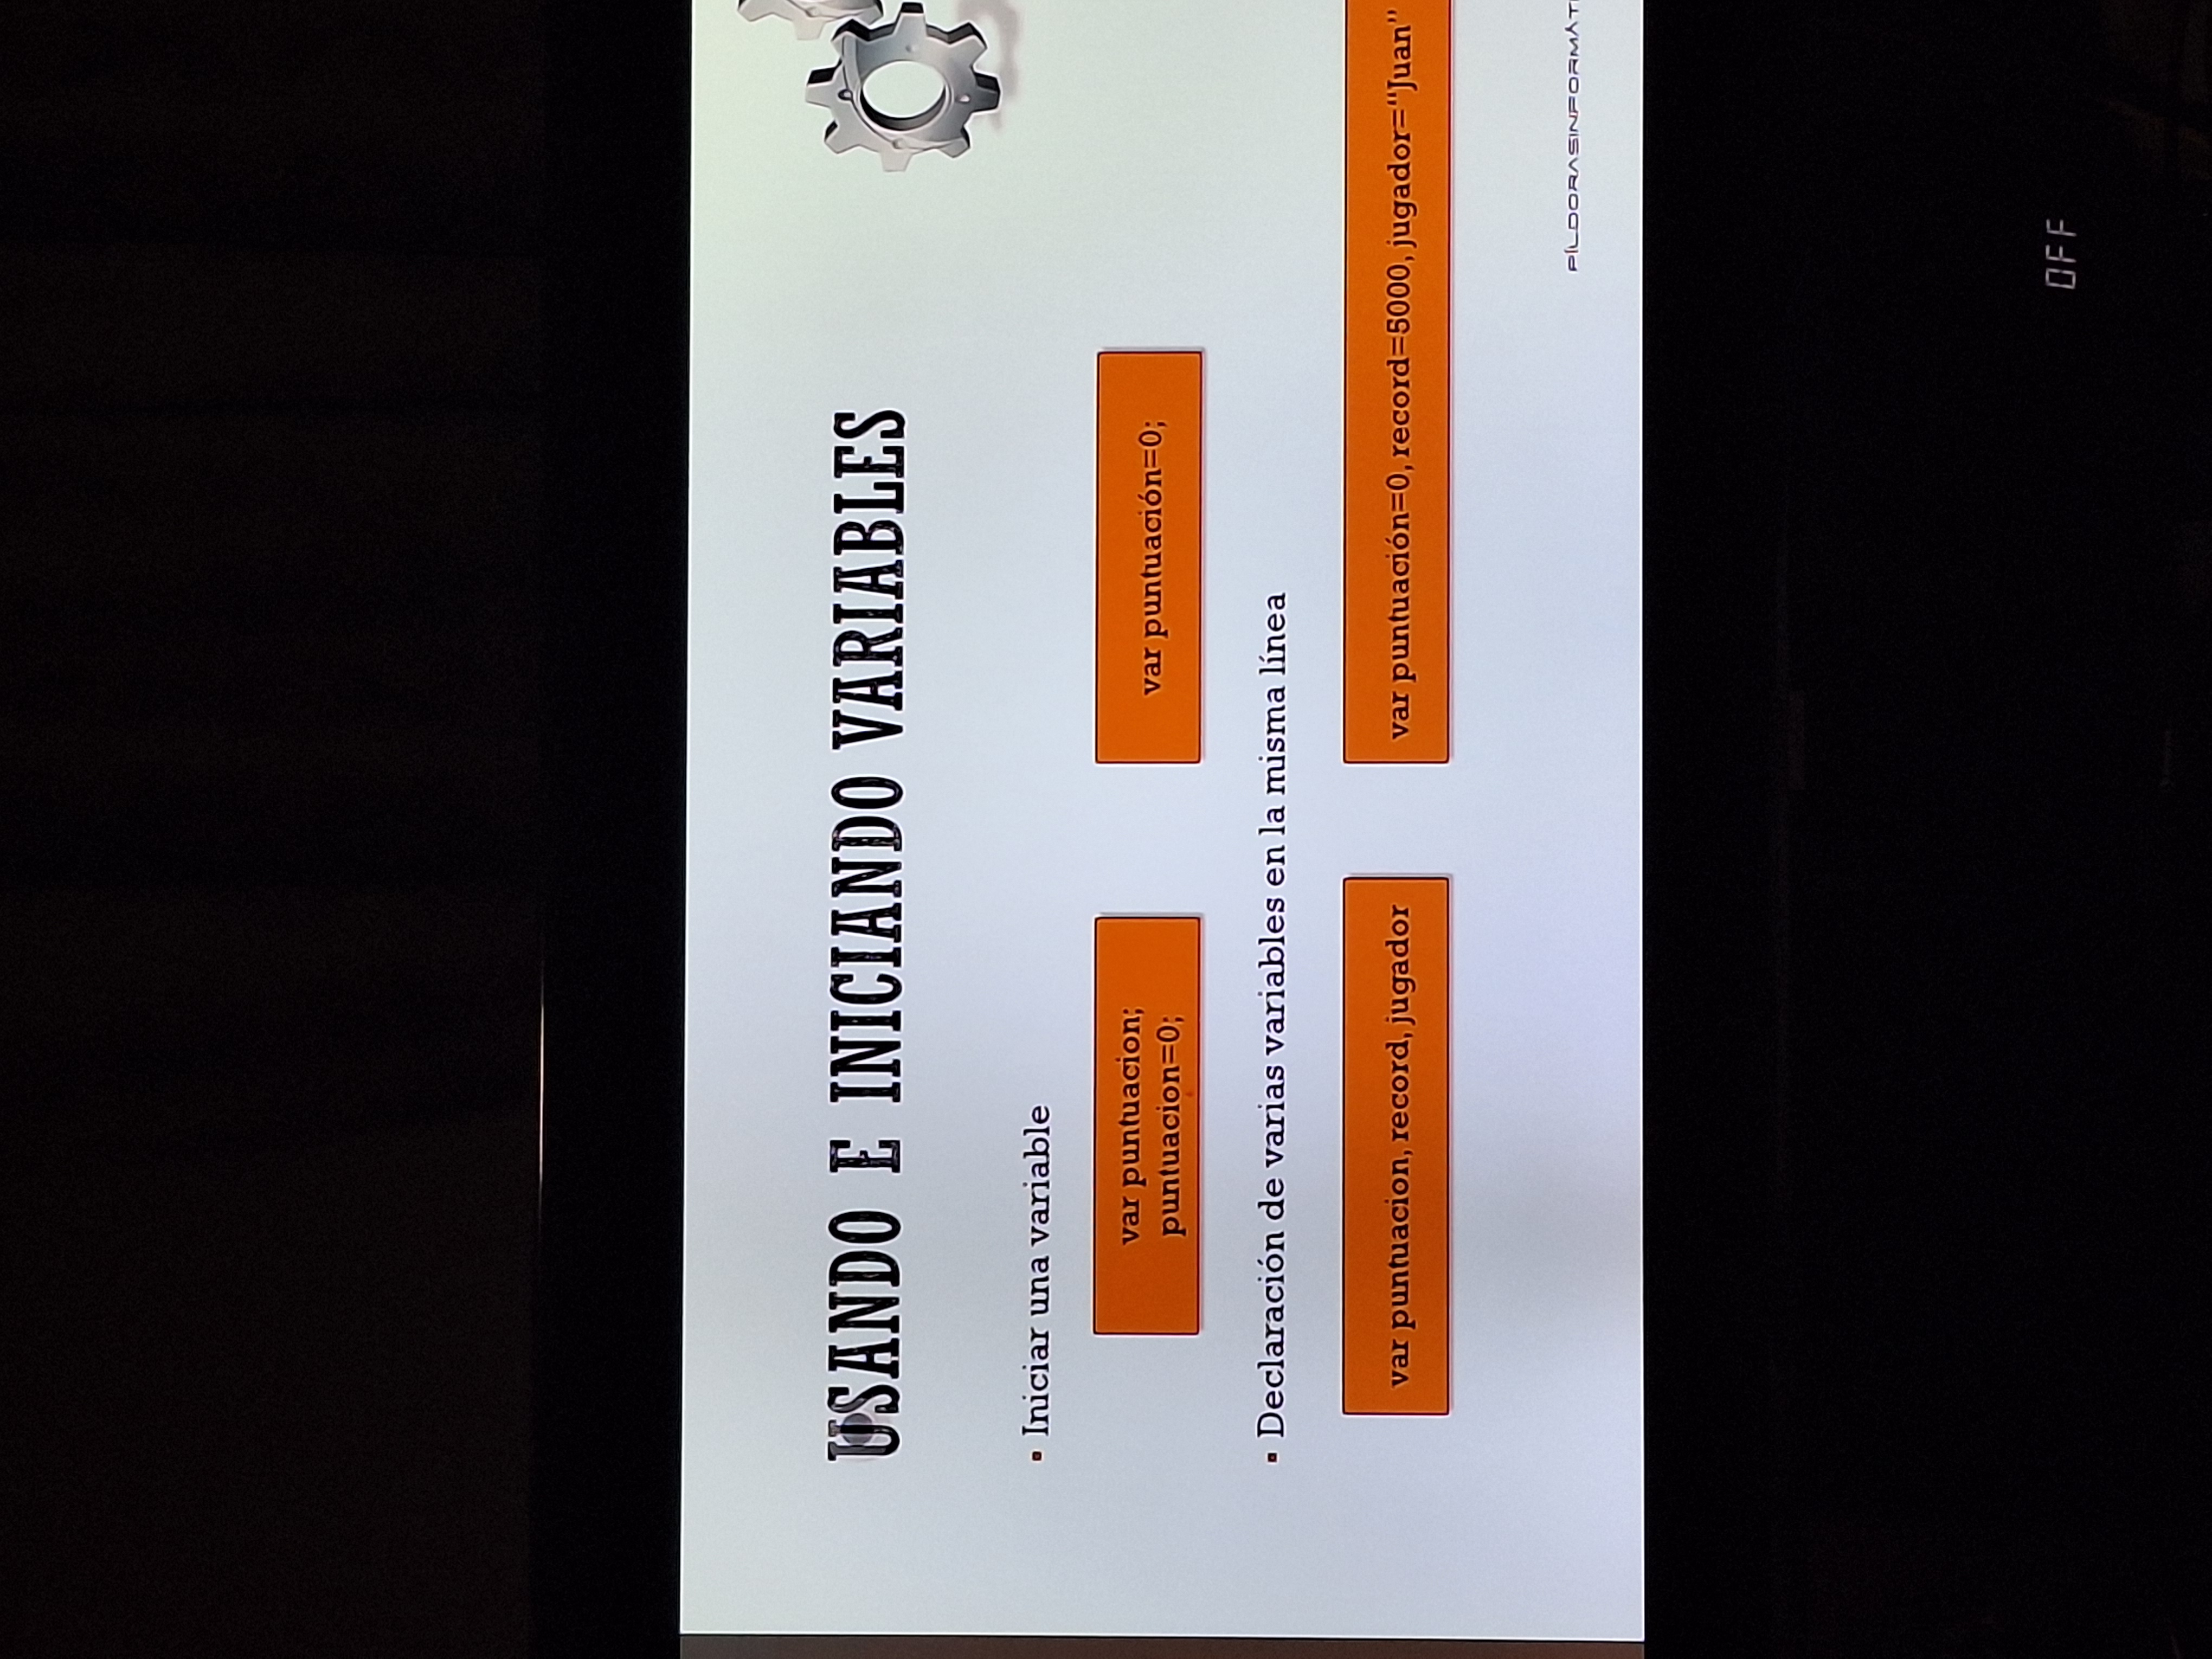 USANDO E INICIANDO VARIABLES
▪ Iniciar una variable
var puntuacion;
puntuacion=0;
var puntuación=0;
▪ Declaración de varias variables en la misma línea
var puntuacion, record, jugador
var puntuación=0, record=5000, jugador=“Juan”
PÍLDORASINFORMÁT
OFF